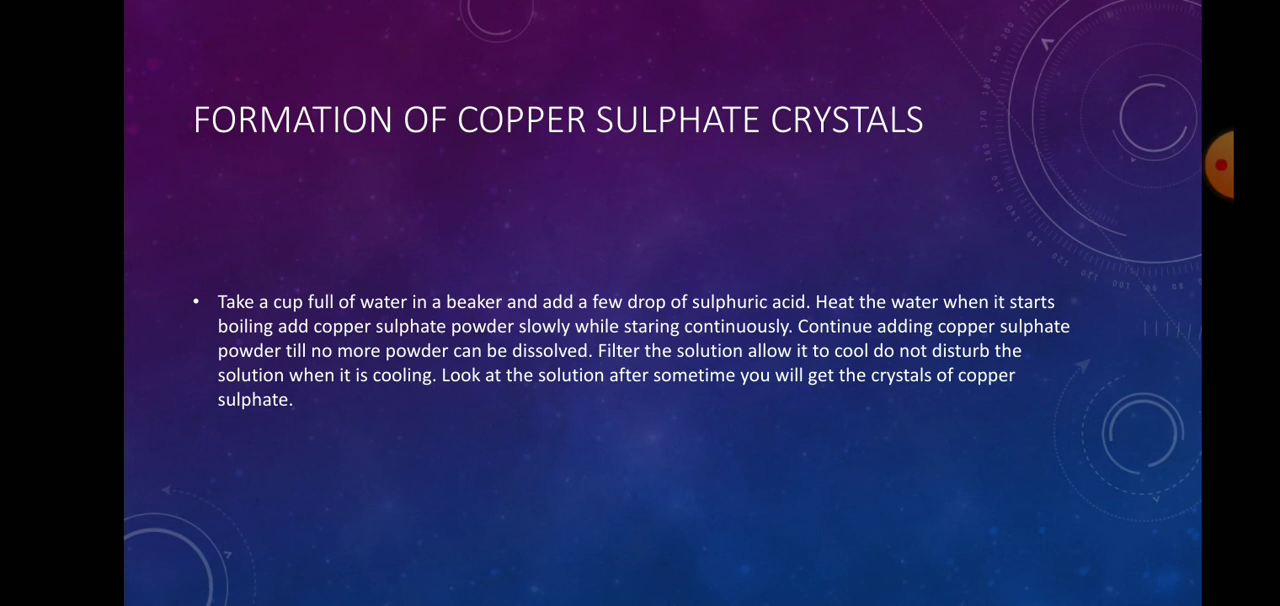 FORMATION OF COPPER SULPHATE CRYSTALS
• Take a cup full of water in a beaker and add a few drop of sulphuric acid. Heat the water when it starts
boiling add copper sulphate powder slowly while staring continuously. Continue adding copper sulphate
powder till no more powder can be dissolved. Filter the solution allow it to cool do not disturb the
solution when it is cooling. Look at the solution after sometime you will get the crystals of copper
sulphate.